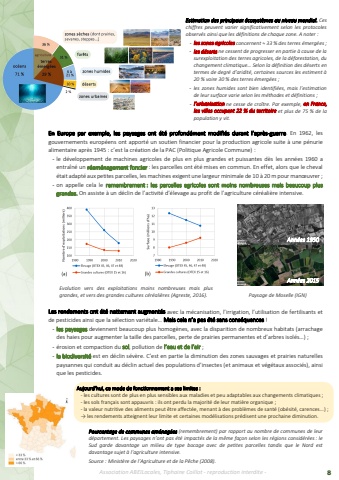 zones sèches (dont prairies,
savanes, steppes…)
forêts
zones humides
déserts
zones urbaines
océans
71 %
terres
émergées
Estimation des principaux écosystèmes au niveau mondial. Ces
chiffres peuvent varier significativement selon les protocoles
observés ainsi que les définitions de chaque zone. A noter :
- les zones agricoles concernent ≈ 33 % des terres émergées ;
- les déserts ne cessent de progresser en partie à cause de la
surexploitation des terres agricoles, de la déforestation, du
changement climatique. Selon la définition des déserts en
termes de degré d'aridité, certaines sources les estiment à
20 % voire 30 % des terres émergées ;
- les zones humides sont bien identifiées, mais l'estimation
de leur surface varie selon les méthodes et définitions ;
- l'urbanisation ne cesse de croître. Par exemple, en France,
les villes occupent 22 % du territoire et plus de 75 % de la
population y vit.
En Europe par exemple, les paysages ont été profondément modifiés durant l'après-guerre. En 1962, les
gouvernements européens ont apporté un soutien financier pour la production agricole suite à une pénurie
alimentaire après 1945 : c'est la création de la PAC (Politique Agricole Commune) :
- le développement de machines agricoles de plus en plus grandes et puissantes dès les années 1960 a
entraîné un réaménagement foncier : les parcelles ont été mises en commun. En effet, alors que le cheval
était adapté aux petites parcelles, les machines exigent une largeur minimale de 10 à 20 m pour manœuvrer ;
- on appelle cela le remembrement : les parcelles agricoles sont moins nombreuses mais beaucoup plus
grandes. On assiste à un déclin de l'activité d'élevage au profit de l'agriculture céréalière intensive.
(a)
(b)
Années 1950
Années 2015
Evolution vers des exploitations moins nombreuses mais plus
grandes, et vers des grandes cultures céréalières (Agreste, 2016).
Paysage de Moselle (IGN)
Les rendements ont été nettement augmentés avec la mécanisation, l'irrigation, l'utilisation de fertilisants et
de pesticides ainsi que la sélection variétale… Mais cela n'a pas été sans conséquences !
- les paysages deviennent beaucoup plus homogènes, avec la disparition de nombreux habitats (arrachage
des haies pour augmenter la taille des parcelles, perte de prairies permanentes et d'arbres isolés…) ;
- érosion et compaction du sol, pollution de l'eau et de l'air ;
- la biodiversité est en déclin sévère. C'est en partie la diminution des zones sauvages et prairies naturelles
paysannes qui conduit au déclin actuel des populations d'insectes (et animaux et végétaux associés), ainsi
que les pesticides.
Aujourd'hui, ce mode de fonctionnement a ses limites :
- les cultures sont de plus en plus sensibles aux maladies et peu adaptables aux changements climatiques ;
- les sols français sont appauvris : ils ont perdu la majorité de leur matière organique ;
- la valeur nutritive des aliments peut être affectée, menant à des problèmes de santé (obésité, carences…) ;
→ les rendements atteignent leur limite et certaines modélisations prédisent une prochaine diminution.
Pourcentage de communes aménagées (remembrement) par rapport au nombre de communes de leur
département. Les paysages n'ont pas été impactés de la même façon selon les régions considérées : le
Sud garde davantage un milieu de type bocage avec de petites parcelles tandis que le Nord est
davantage sujet à l'agriculture intensive.
Source : Ministère de l'Agriculture et de la Pêche (2008).
Association ABEILocales, Tiphanie Caillet - reproduction interdite -
8